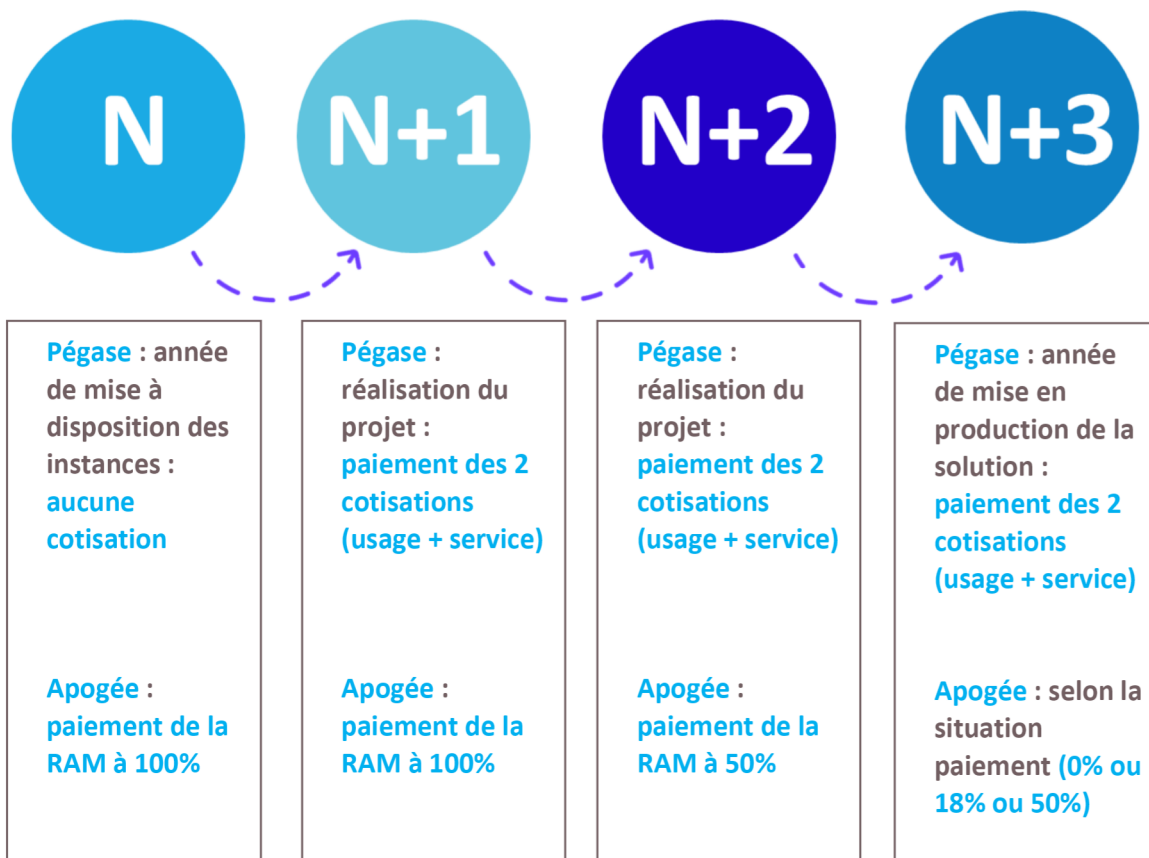 N
N+1
N+2
N+3
Pégase : année
de mise à
disposition des
instances :
aucune
cotisation
Apogée :
paiement de la
RAM à 100%
Pégase :
réalisation du
projet :
paiement des 2
cotisations
(usage + service)
Apogée :
paiement de la
RAM à 100%
Pégase :
réalisation du
projet :
paiement des 2
cotisations
(usage + service)
Apogée :
paiement de la
RAM à 50%
Pégase : année
de mise en
production de la
solution :
paiement des 2
cotisations
(usage + service)
Apogée : selon la
situation
paiement (0% ou
18% ou 50%)